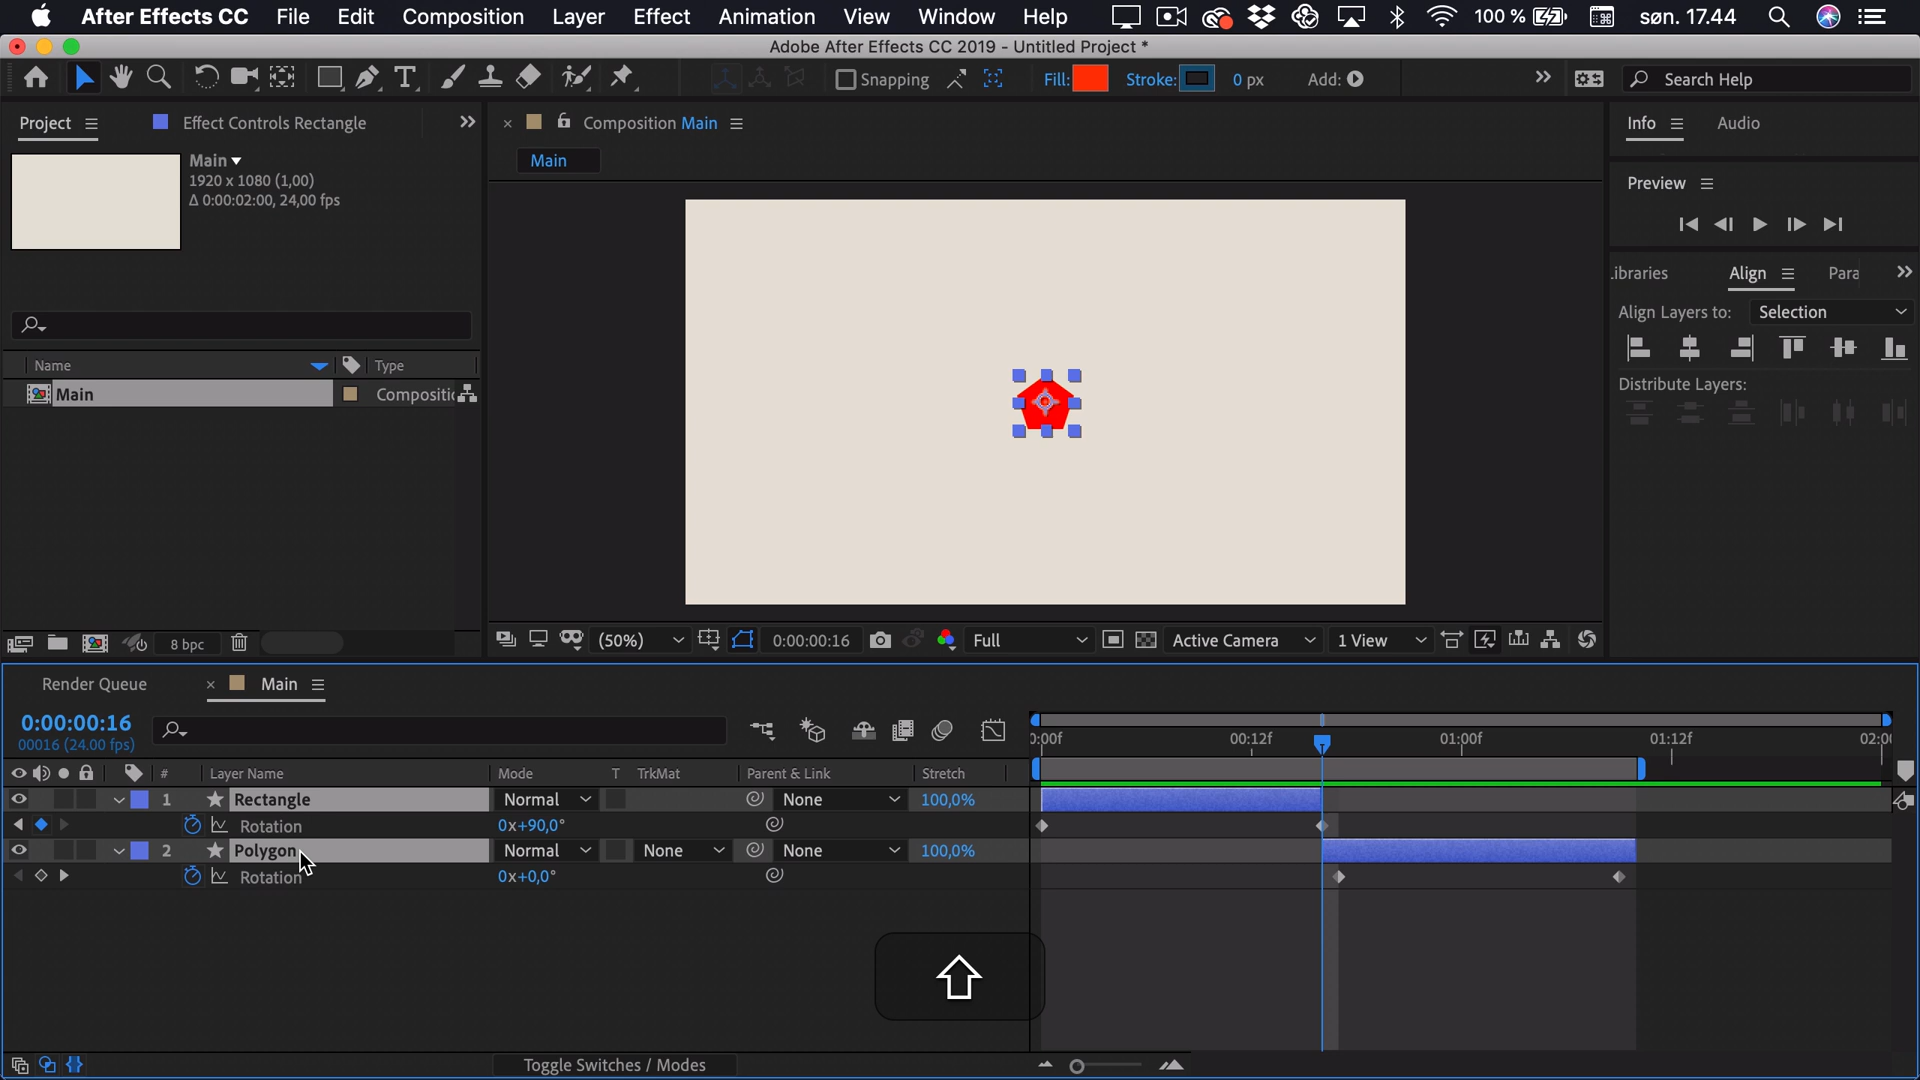 After Effects CC File Edit Composition Layer Effect Animation View Window Help 100 % søn. 17.44
Adobe After Effects CC 2019 - Untitled Project *
Snapping Fill: Stroke: 0 px Add: Search Help
Project Effect Controls Rectangle
Composition Main
Info Audio
Main
1920 x 1080 (1,00)
Δ 0:00:02:00, 24,00 fps
Main
Preview
ibraries Align Para
Align Layers to: Selection
Distribute Layers:
Name Type
Main Compositic
8 bpc
(50%) 0:00:00:16 Full Active Camera 1 View
Render Queue Main
0:00:00:16
00016 (24.00 fps)
0:00f 00:12f 01:00f 01:12f 02:00
# Layer Name Mode T TrkMat Parent & Link Stretch
1 Rectangle Normal None 100,0%
Rotation 0x+90,0°
2 Polygon Normal None None 100,0%
Rotation 0x+0,0°
Toggle Switches / Modes